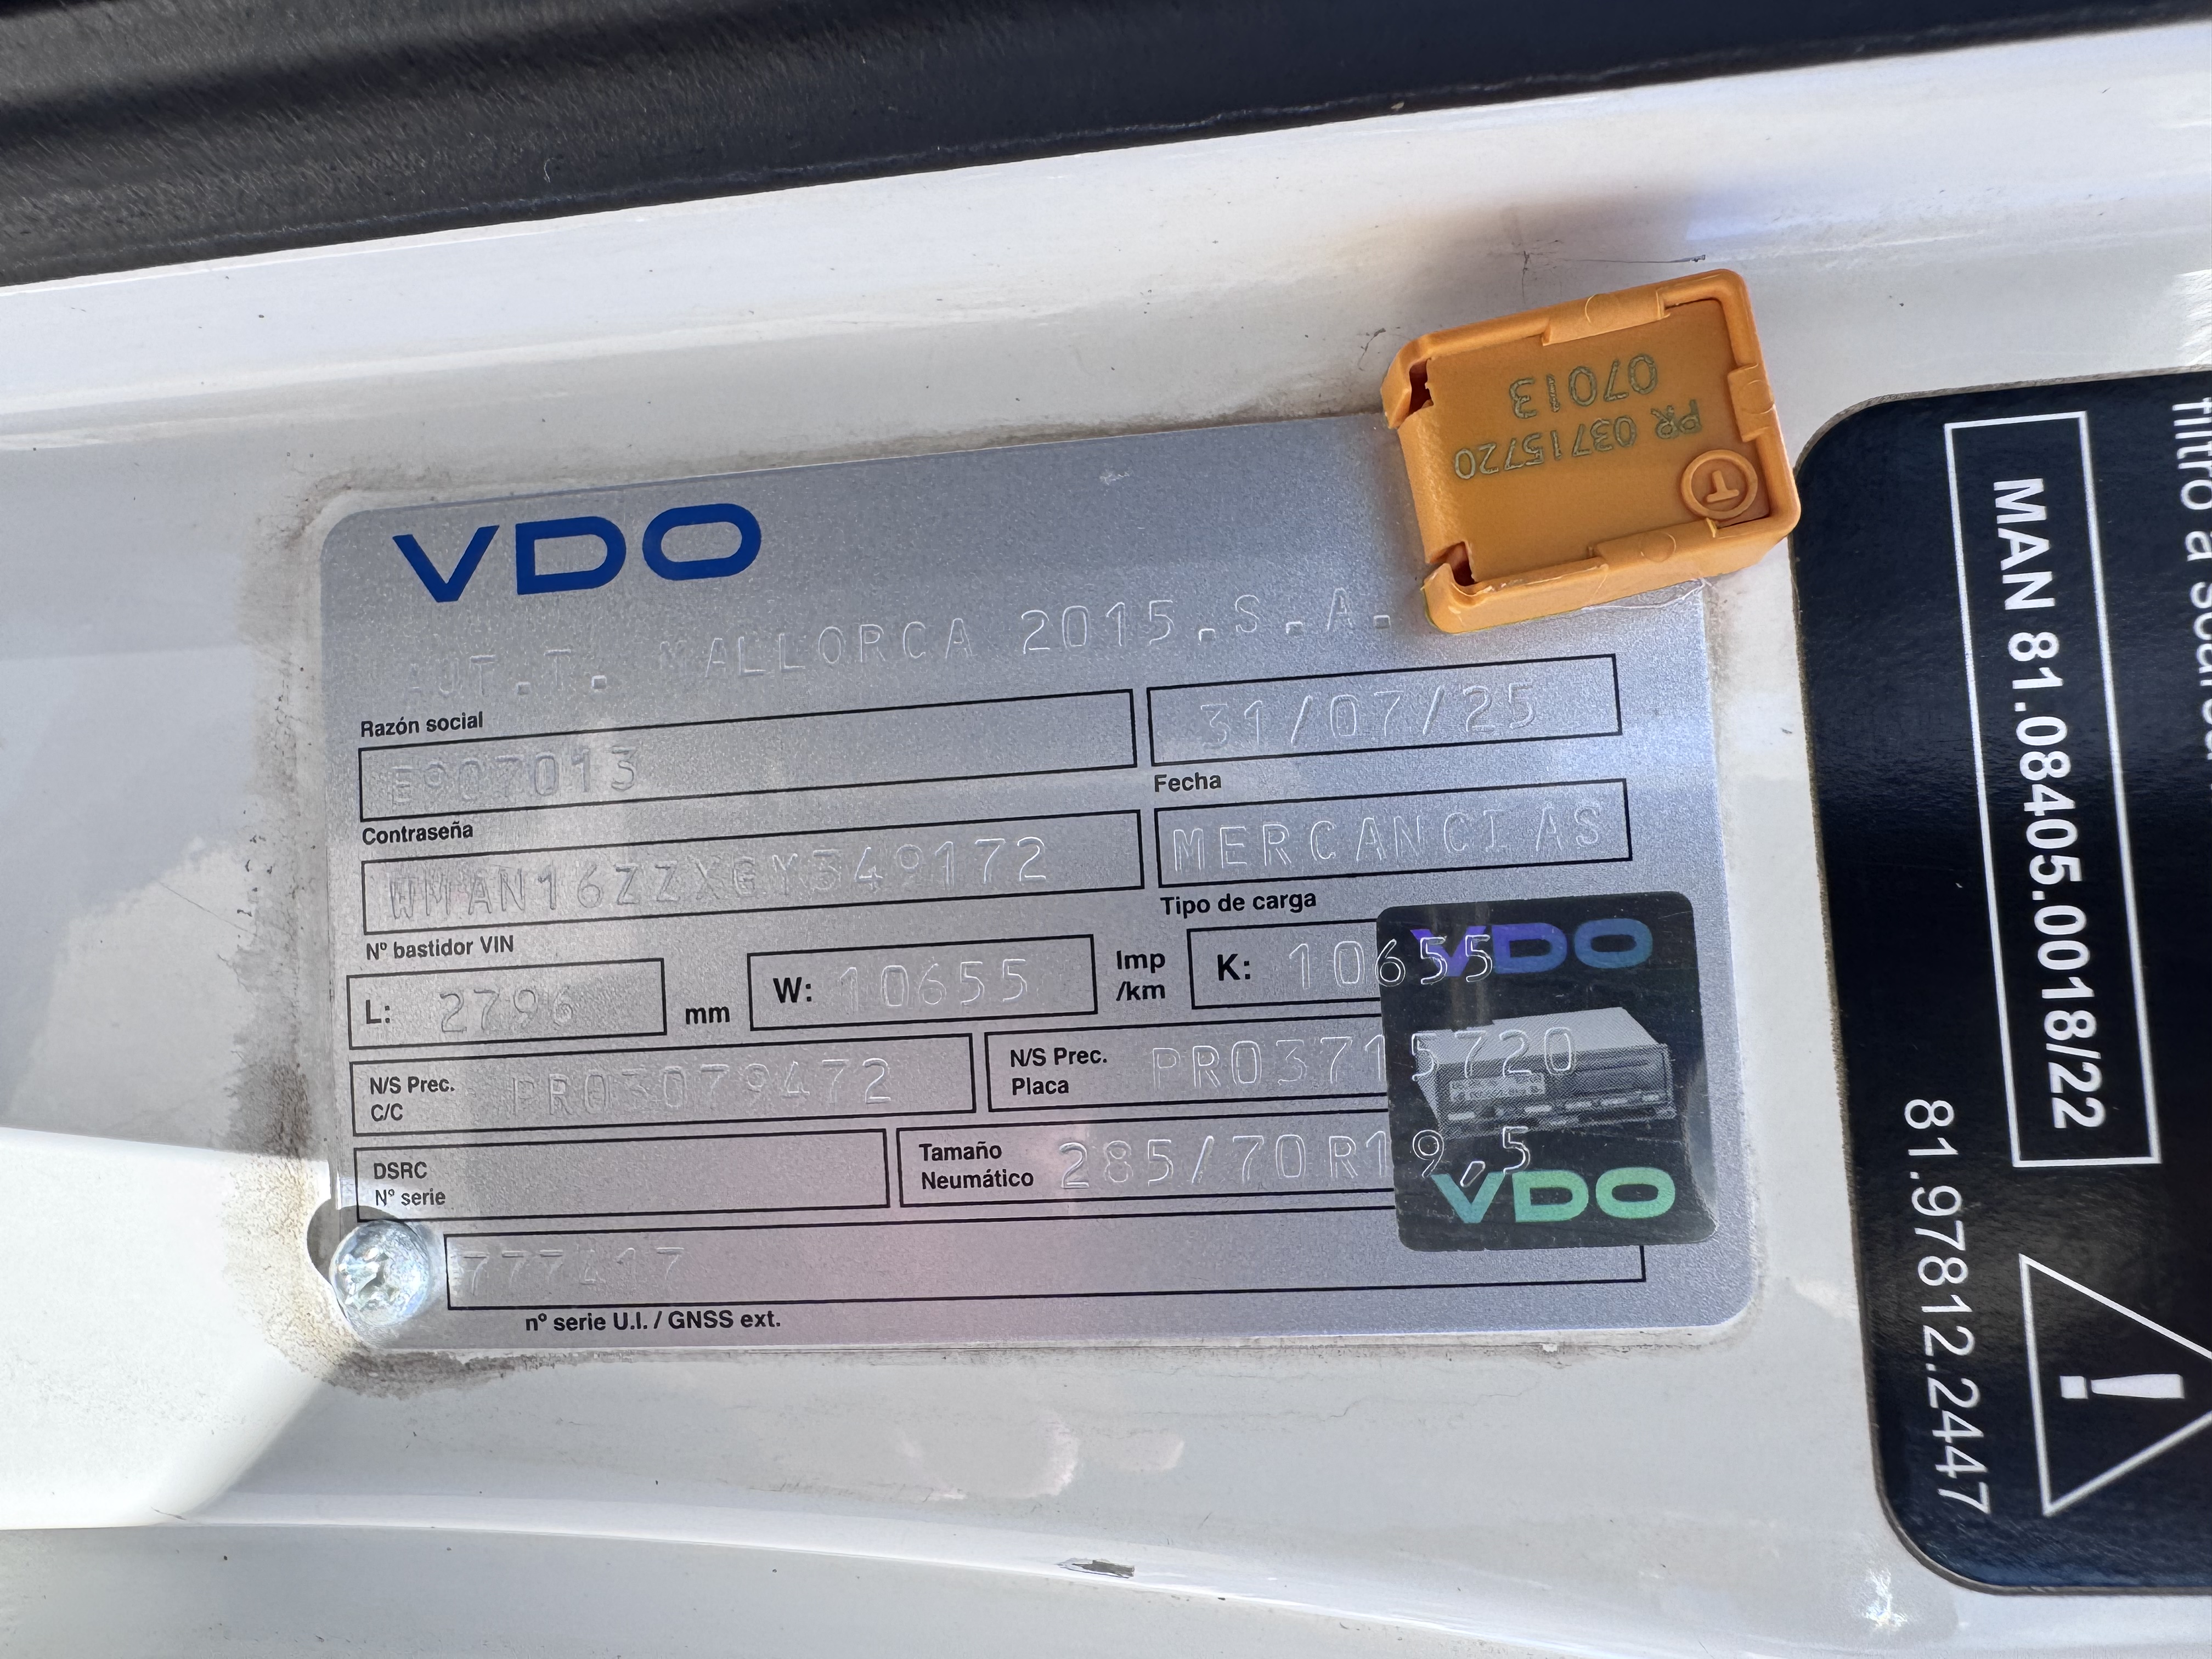 VDO
AUT.T. MALLORCA 2015.S.A.
Razón social
E907013
31/07/25
Contraseña
Fecha
WMAN16ZZXGY349172
MERCANCIAS
Nº bastidor VIN
Tipo de carga
L: 2796 mm
W: 10655 Imp /km
K: 10655
N/S Prec. C/C PR03079472
N/S Prec. Placa PR03715720
DSRC Nº serie
Tamaño Neumático 285/70R19,5
777417
nº serie U.I. / GNSS ext.
VDO
VDO
PR 03715720
07013
MAN 81.08405.0018/22
81.97812.2447